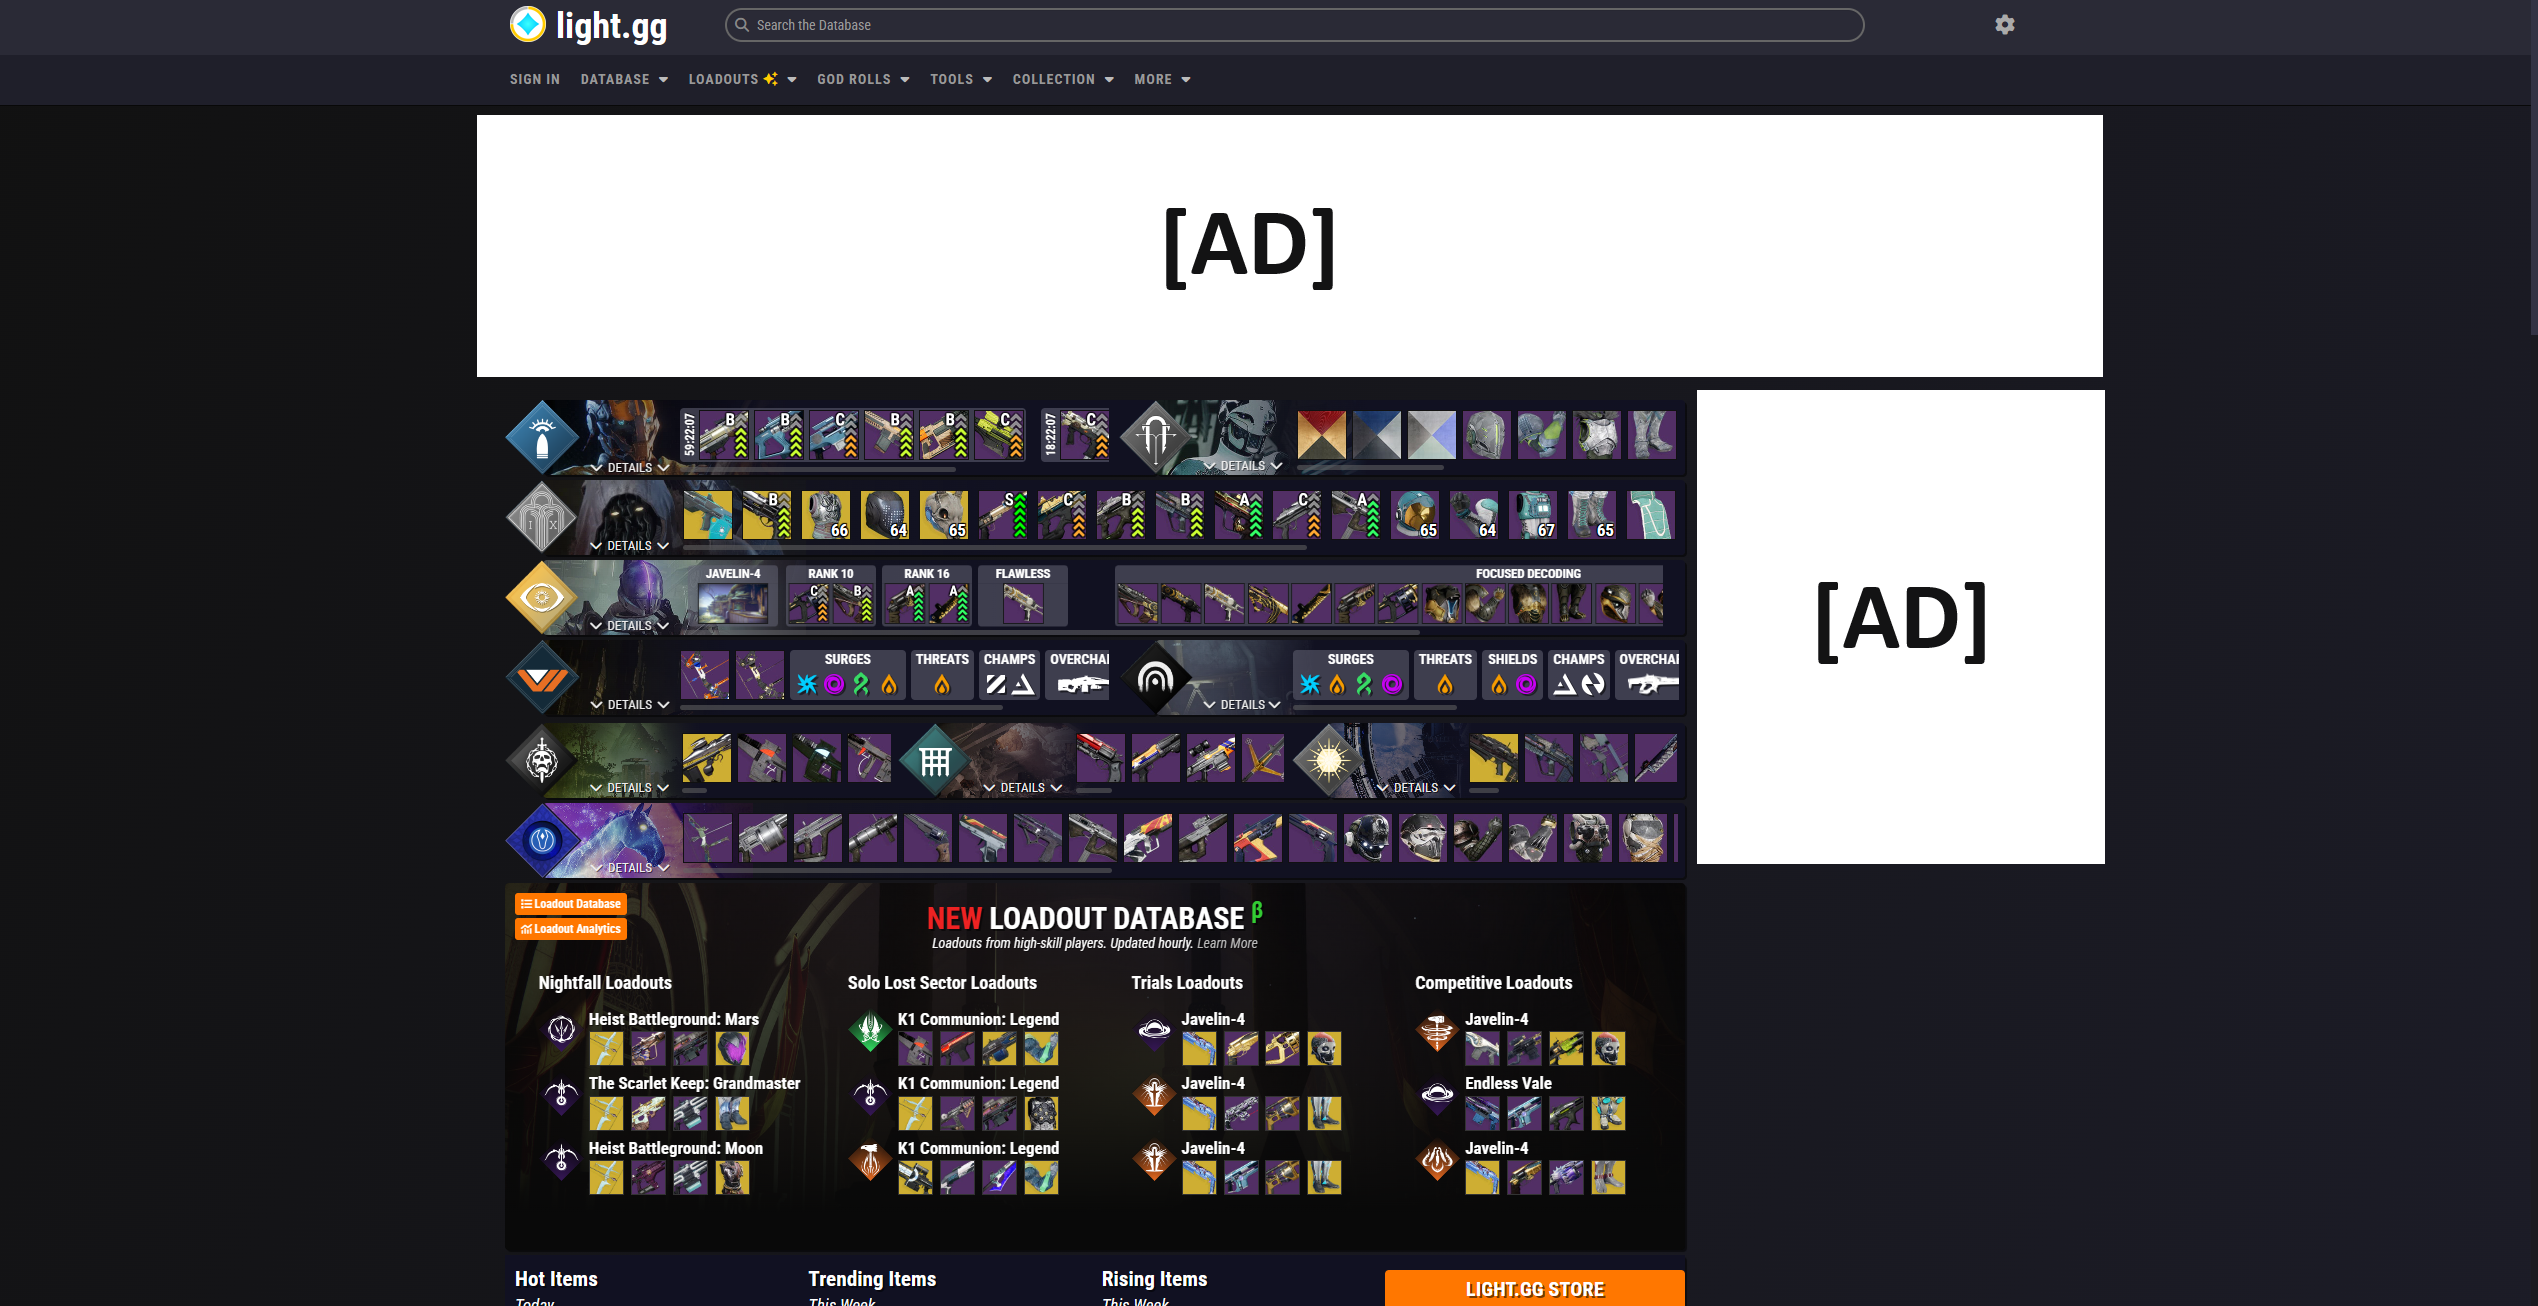 light.gg
Search the Database
SIGN IN DATABASE LOADOUTS GOD ROLLS TOOLS COLLECTION MORE
[AD]
59:22:07 B B C B B C 18:22:07 C
DETAILS DETAILS
B S C B B A C A
66 64 65 65 64 67 65
I X
DETAILS
JAVELIN-4 RANK 10 RANK 16 FLAWLESS FOCUSED DECODING
C B A A
DETAILS
[AD]
SURGES THREATS CHAMPS OVERCHA
SURGES THREATS SHIELDS CHAMPS OVERCHA
DETAILS DETAILS
DETAILS DETAILS DETAILS
DETAILS
Loadout Database
Loadout Analytics
NEW LOADOUT DATABASE β
Loadouts from high-skill players. Updated hourly. Learn More
Nightfall Loadouts
Heist Battleground: Mars
The Scarlet Keep: Grandmaster
Heist Battleground: Moon
Solo Lost Sector Loadouts
K1 Communion: Legend
K1 Communion: Legend
K1 Communion: Legend
Trials Loadouts
Javelin-4
Javelin-4
Javelin-4
Competitive Loadouts
Javelin-4
Endless Vale
Javelin-4
Hot Items
Today
Trending Items
This Week
Rising Items
This Week
LIGHT.GG STORE